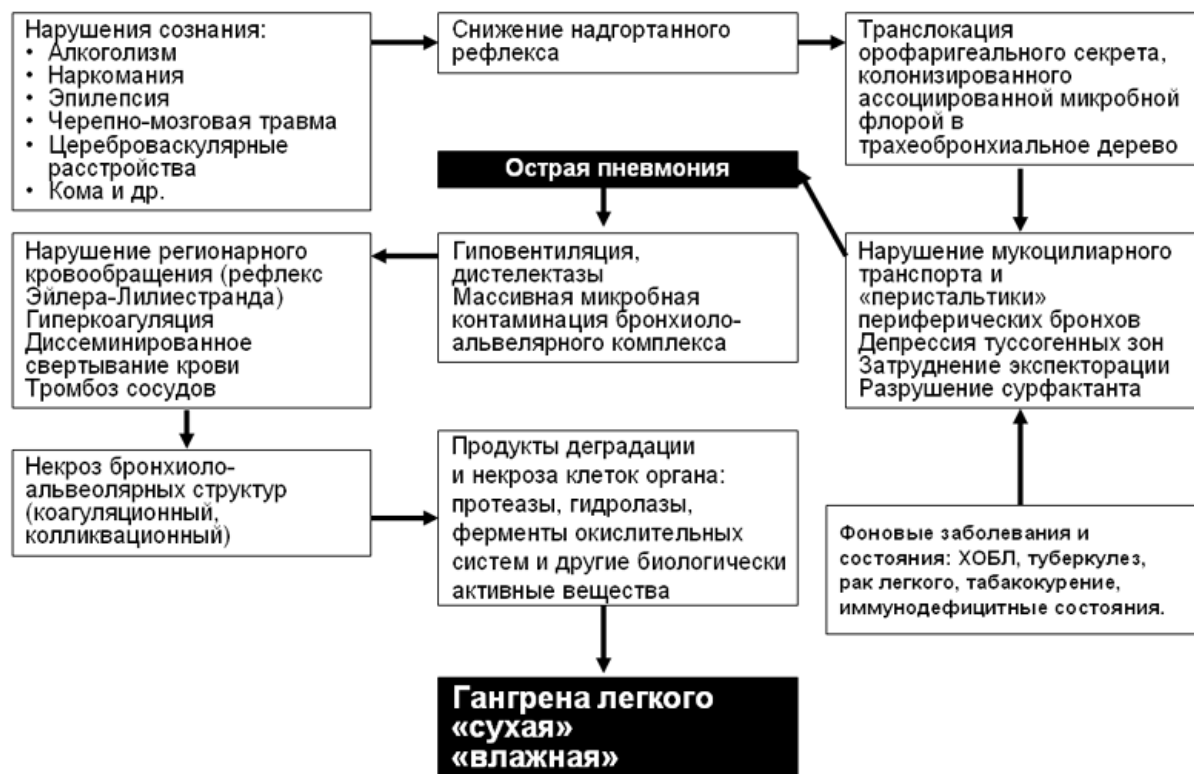 Нарушения сознания:
• Алкоголизм
• Наркомания
• Эпилепсия
• Черепно-мозговая травма
• Цереброваскулярные
расстройства
• Кома и др.
Снижение надгортанного
рефлекса
Транслокация
орофаригеального секрета,
колонизированного
ассоциированной микробной
флорой в
трахеобронхиальное дерево
Острая пневмония
Нарушение регионарного
кровообращения (рефлекс
Эйлера-Лилиестранда)
Гиперкоагуляция
Диссеминированное
свертывание крови
Тромбоз сосудов
Гиповентиляция,
дистелектазы
Массивная микробная
контаминация бронхиоло-
альвелярного комплекса
Нарушение мукоцилиарного
транспорта и
«перистальтики»
периферических бронхов
Депрессия туссогенных зон
Затруднение экспекторации
Разрушение сурфактанта
Некроз бронхиоло-
альвеолярных структур
(коагуляционный,
колликвационный)
Продукты деградации
и некроза клеток органа:
протеазы, гидролазы,
ферменты окислительных
систем и другие биологически
активные вещества
Фоновые заболевания и
состояния: ХОБЛ, туберкулез,
рак легкого, табакокурение,
иммунодефицитные состояния.
Гангрена легкого
«сухая»
«влажная»